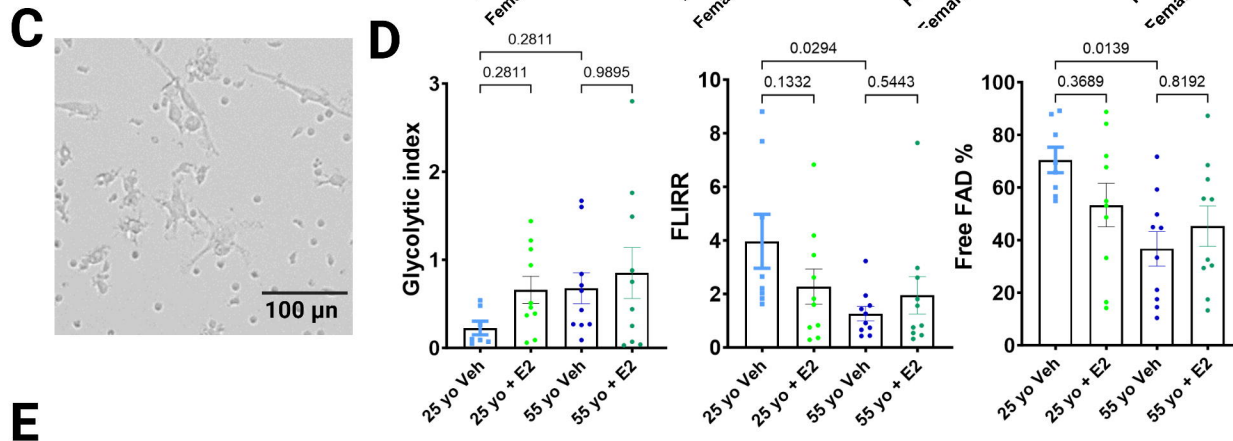 Fema
Fema
Fema
Fema
C
100 µn
D
0.2811
0.2811
0.9895
Glycolytic index
3
2
1
0
25 yo Veh
25 yo + E2
55 yo Veh
55 yo + E2
0.0294
0.1332
0.5443
FLIRR
10
8
6
4
2
0
25 yo Veh
25 yo + E2
55 yo Veh
55 yo + E2
0.0139
0.3689
0.8192
Free FAD %
100
80
60
40
20
0
25 yo Veh
25 yo + E2
55 yo Veh
55 yo + E2
E